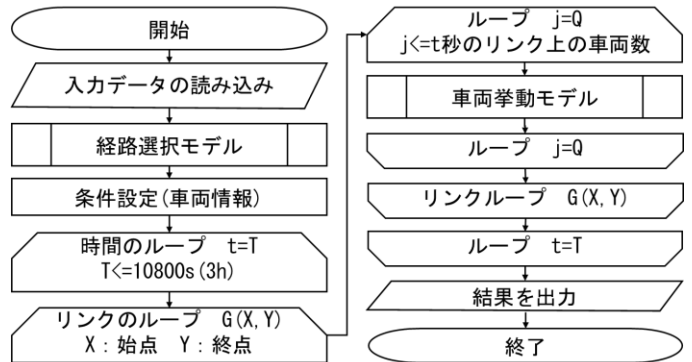 開始
入力データの読み込み
経路選択モデル
条件設定(車両情報)
時間のループ t=T
T<=10800s(3h)
リンクのループ G(X,Y)
X:始点 Y:終点
ループ j=Q
j<=t秒のリンク上の車両数
車両挙動モデル
ループ j=Q
リンクループ G(X,Y)
ループ t=T
結果を出力
終了